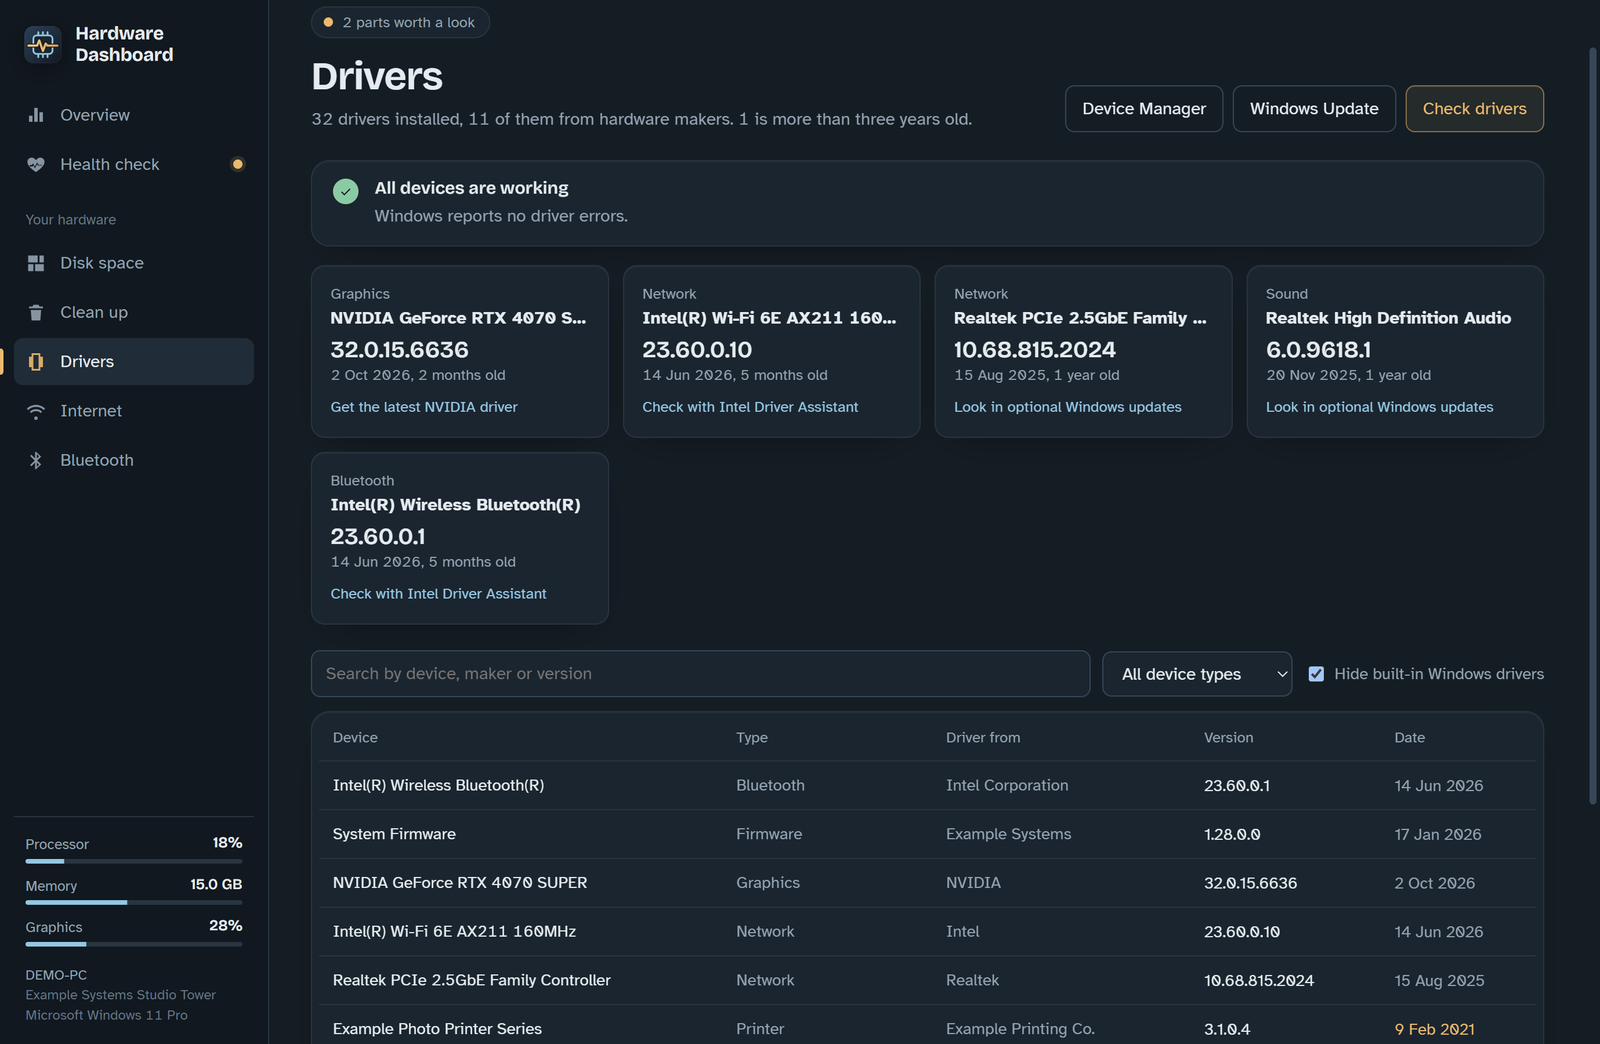 Hardware
Dashboard
Overview
Health check
Your hardware
Disk space
Clean up
Drivers
Internet
Bluetooth
Processor 18%
Memory 15.0 GB
Graphics 28%
DEMO-PC
Example Systems Studio Tower
Microsoft Windows 11 Pro
2 parts worth a look
Drivers
32 drivers installed, 11 of them from hardware makers. 1 is more than three years old.
Device Manager
Windows Update
Check drivers
All devices are working
Windows reports no driver errors.
Graphics
NVIDIA GeForce RTX 4070 S...
32.0.15.6636
2 Oct 2026, 2 months old
Get the latest NVIDIA driver
Network
Intel(R) Wi-Fi 6E AX211 160...
23.60.0.10
14 Jun 2026, 5 months old
Check with Intel Driver Assistant
Network
Realtek PCIe 2.5GbE Family ...
10.68.815.2024
15 Aug 2025, 1 year old
Look in optional Windows updates
Sound
Realtek High Definition Audio
6.0.9618.1
20 Nov 2025, 1 year old
Look in optional Windows updates
Bluetooth
Intel(R) Wireless Bluetooth(R)
23.60.0.1
14 Jun 2026, 5 months old
Check with Intel Driver Assistant
Search by device, maker or version
All device types
Hide built-in Windows drivers
Device Type Driver from Version Date
Intel(R) Wireless Bluetooth(R) Bluetooth Intel Corporation 23.60.0.1 14 Jun 2026
System Firmware Firmware Example Systems 1.28.0.0 17 Jan 2026
NVIDIA GeForce RTX 4070 SUPER Graphics NVIDIA 32.0.15.6636 2 Oct 2026
Intel(R) Wi-Fi 6E AX211 160MHz Network Intel 23.60.0.10 14 Jun 2026
Realtek PCIe 2.5GbE Family Controller Network Realtek 10.68.815.2024 15 Aug 2025
Example Photo Printer Series Printer Example Printing Co. 3.1.0.4 9 Feb 2021